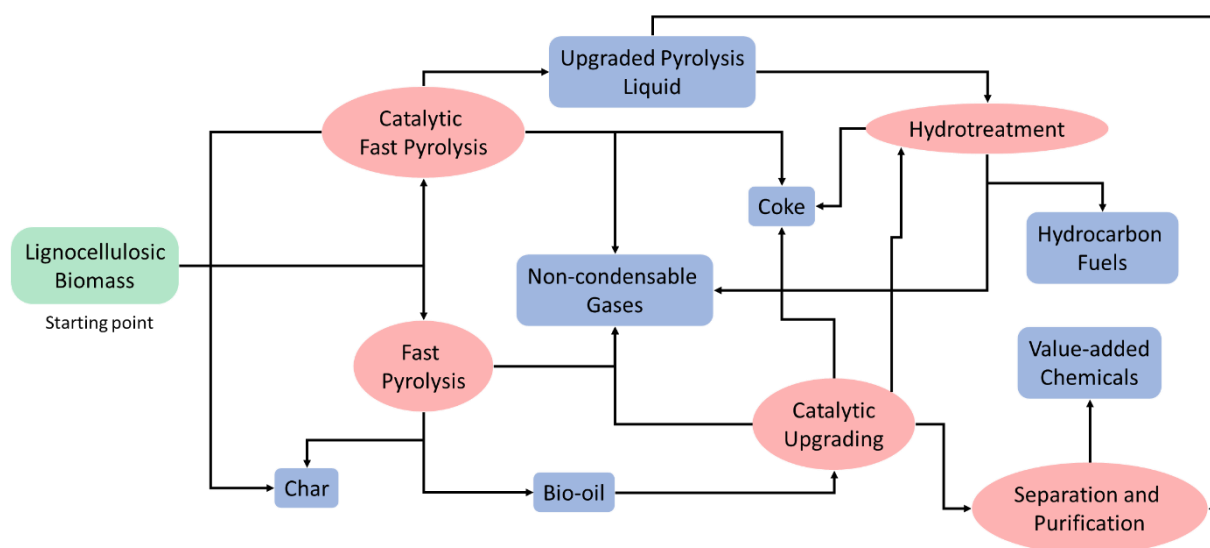 Upgraded Pyrolysis
Liquid
Catalytic
Fast Pyrolysis
Hydrotreatment
Coke
Lignocellulosic
Biomass
Starting point
Non-condensable
Gases
Hydrocarbon
Fuels
Fast
Pyrolysis
Value-added
Chemicals
Catalytic
Upgrading
Char
Bio-oil
Separation and
Purification